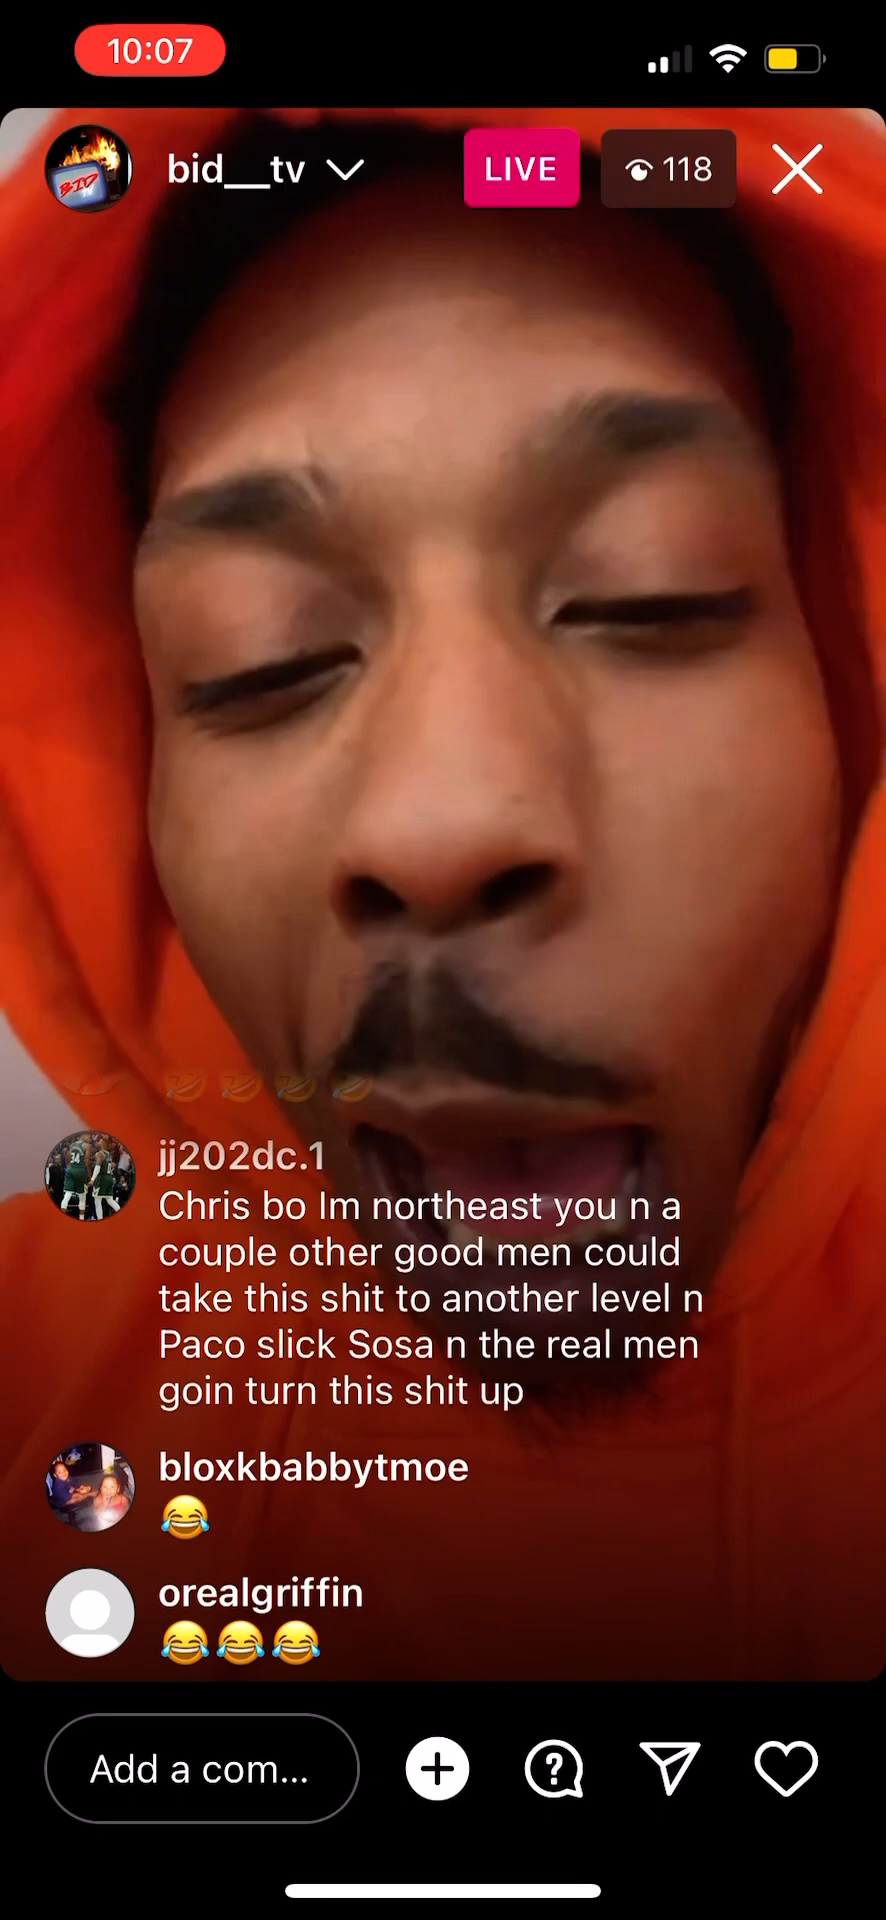 10:07
BID
bid__tv
LIVE
118
jj202dc.1
Chris bo Im northeast you n a
couple other good men could
take this shit to another level n
Paco slick Sosa n the real men
goin turn this shit up
bloxkbabbytmoe
😂
orealgriffin
😂😂😂
Add a com...